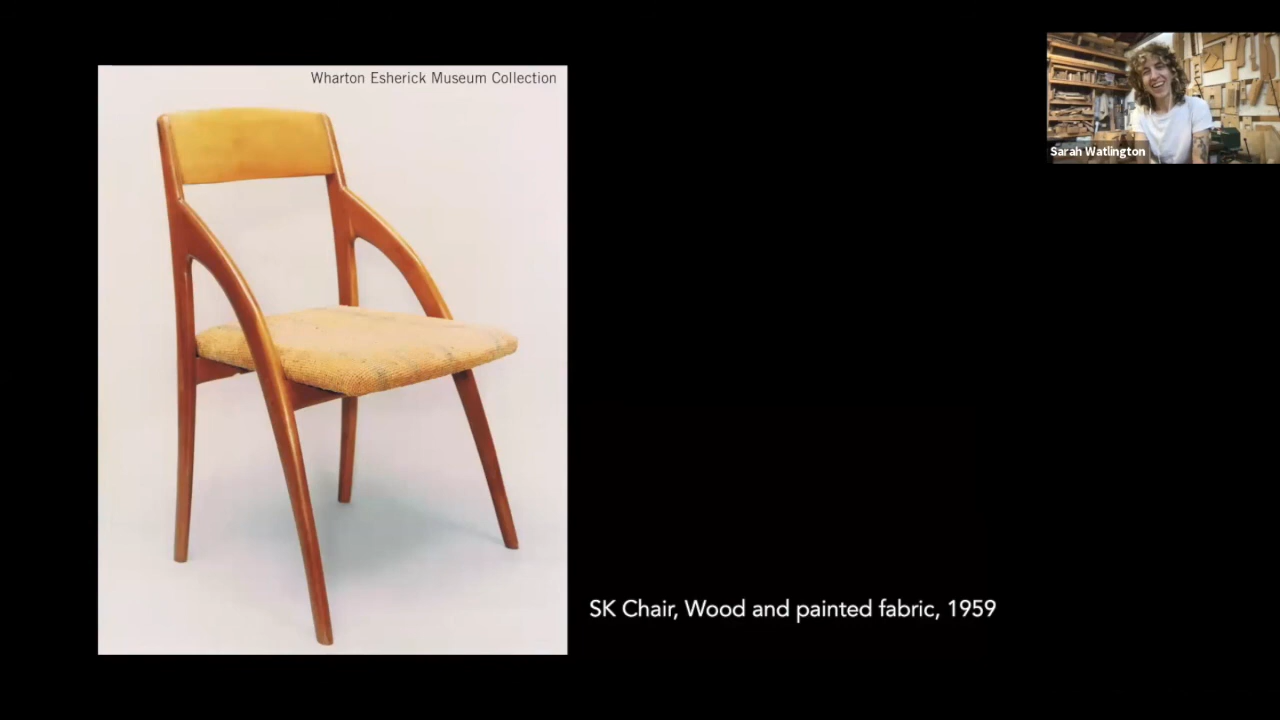 Wharton Esherick Museum Collection
Sarah Watlington
SK Chair, Wood and painted fabric, 1959